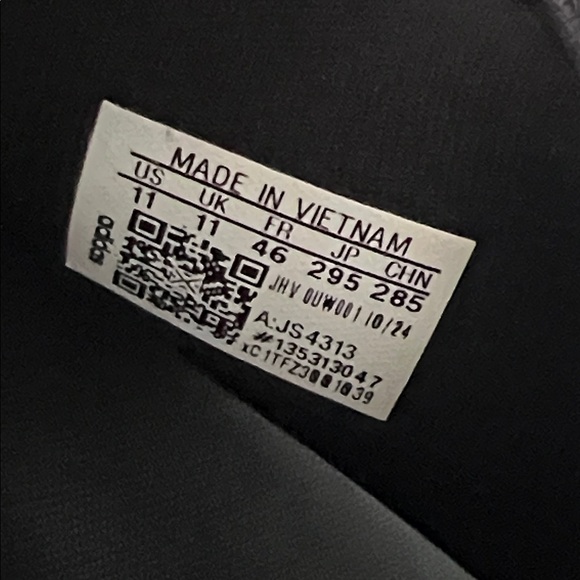 MADE IN VIETNAM
US UK FR JP CHN
11 11 46 295 285
adidas
JHV 0UW001 10/24
A:JS4313
#135313047